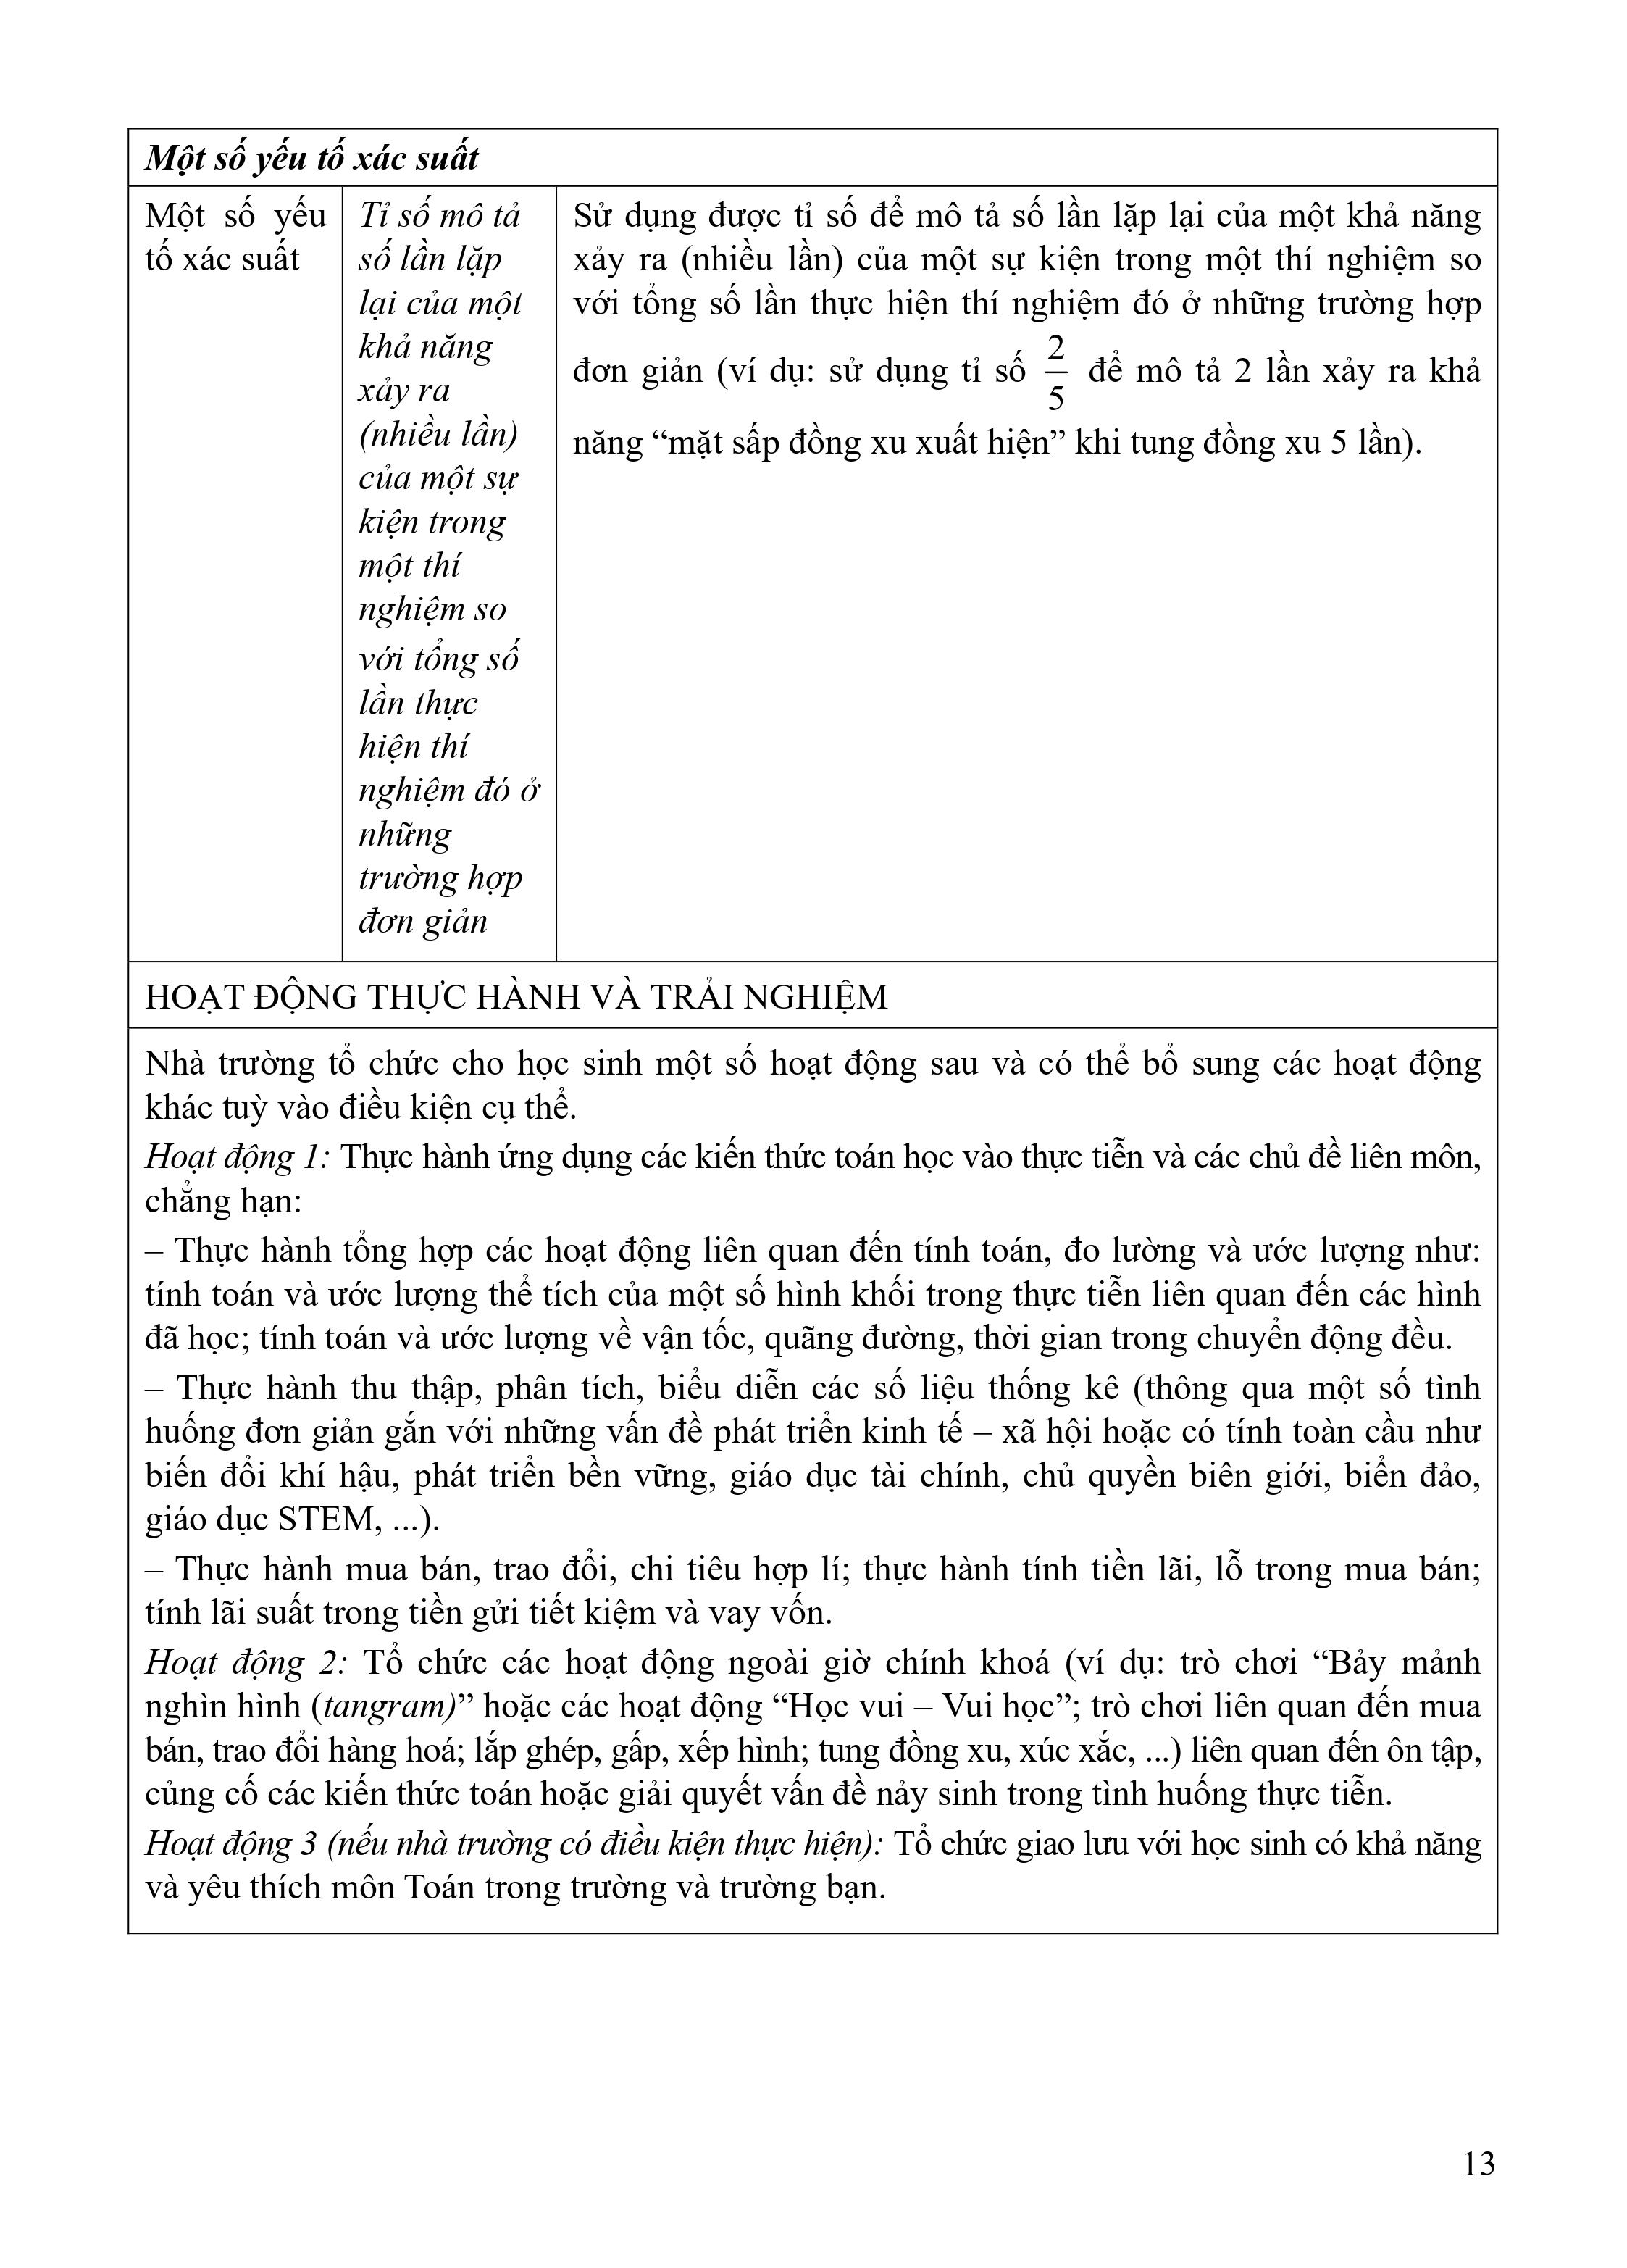 Một số yếu tố xác suất
Một số yếu
tố xác suất
Tỉ số mô tả
số lần lặp
lại của một
khả năng
xảy ra
(nhiều lần)
của một sự
kiện trong
một thí
nghiệm so
với tổng số
lần thực
hiện thí
nghiệm đó ở
những
trường hợp
đơn giản
Sử dụng được tỉ số để mô tả số lần lặp lại của một khả năng
xảy ra (nhiều lần) của một sự kiện trong một thí nghiệm so
với tổng số lần thực hiện thí nghiệm đó ở những trường hợp
đơn giản (ví dụ: sử dụng tỉ số 2/5 để mô tả 2 lần xảy ra khả
năng “mặt sấp đồng xu xuất hiện” khi tung đồng xu 5 lần).
HOẠT ĐỘNG THỰC HÀNH VÀ TRẢI NGHIỆM
Nhà trường tổ chức cho học sinh một số hoạt động sau và có thể bổ sung các hoạt động
khác tuỳ vào điều kiện cụ thể.
Hoạt động 1: Thực hành ứng dụng các kiến thức toán học vào thực tiễn và các chủ đề liên môn,
chẳng hạn:
– Thực hành tổng hợp các hoạt động liên quan đến tính toán, đo lường và ước lượng như:
tính toán và ước lượng thể tích của một số hình khối trong thực tiễn liên quan đến các hình
đã học; tính toán và ước lượng về vận tốc, quãng đường, thời gian trong chuyển động đều.
– Thực hành thu thập, phân tích, biểu diễn các số liệu thống kê (thông qua một số tình
huống đơn giản gắn với những vấn đề phát triển kinh tế – xã hội hoặc có tính toàn cầu như
biến đổi khí hậu, phát triển bền vững, giáo dục tài chính, chủ quyền biên giới, biển đảo,
giáo dục STEM, ...).
– Thực hành mua bán, trao đổi, chi tiêu hợp lí; thực hành tính tiền lãi, lỗ trong mua bán;
tính lãi suất trong tiền gửi tiết kiệm và vay vốn.
Hoạt động 2: Tổ chức các hoạt động ngoài giờ chính khoá (ví dụ: trò chơi “Bảy mảnh
nghìn hình (tangram)” hoặc các hoạt động “Học vui – Vui học”; trò chơi liên quan đến mua
bán, trao đổi hàng hoá; lắp ghép, gấp, xếp hình; tung đồng xu, xúc xắc, ...) liên quan đến ôn tập,
củng cố các kiến thức toán hoặc giải quyết vấn đề nảy sinh trong tình huống thực tiễn.
Hoạt động 3 (nếu nhà trường có điều kiện thực hiện): Tổ chức giao lưu với học sinh có khả năng
và yêu thích môn Toán trong trường và trường bạn.
13